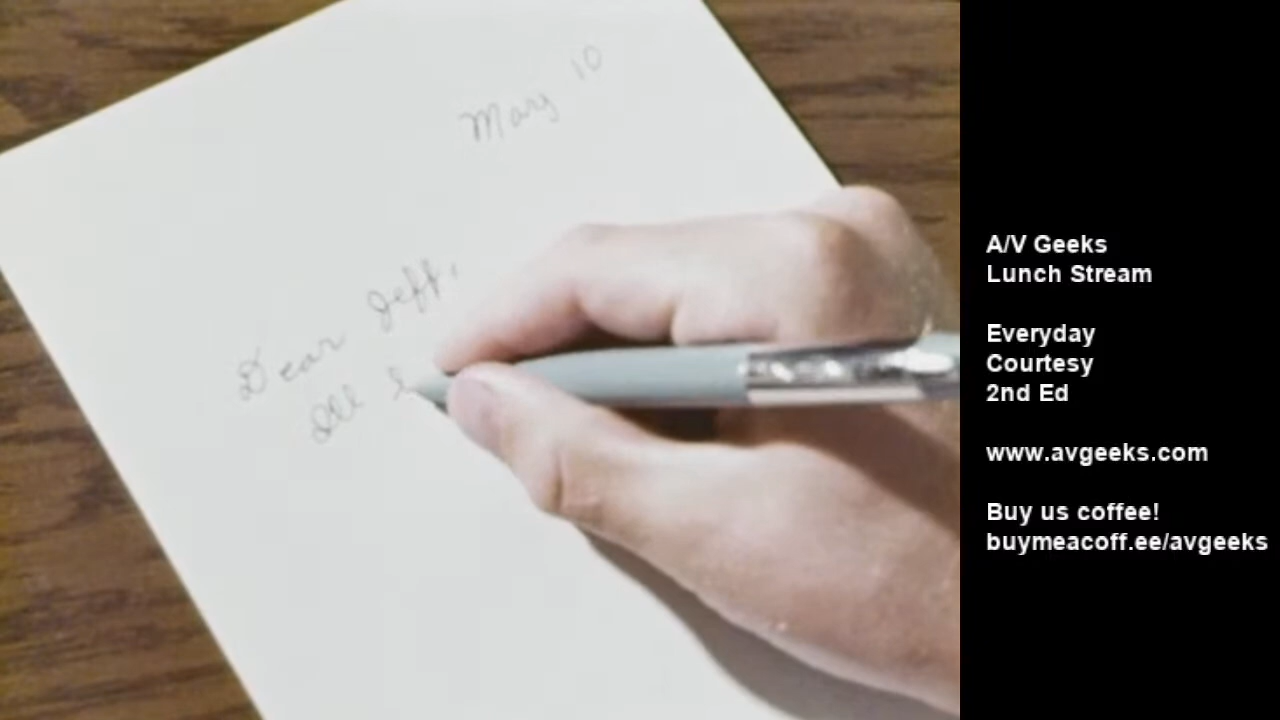 May 10
Dear Jeff,
Ill
A/V Geeks
Lunch Stream
Everyday
Courtesy
2nd Ed
www.avgeeks.com
Buy us coffee!
buymeacoff.ee/avgeeks